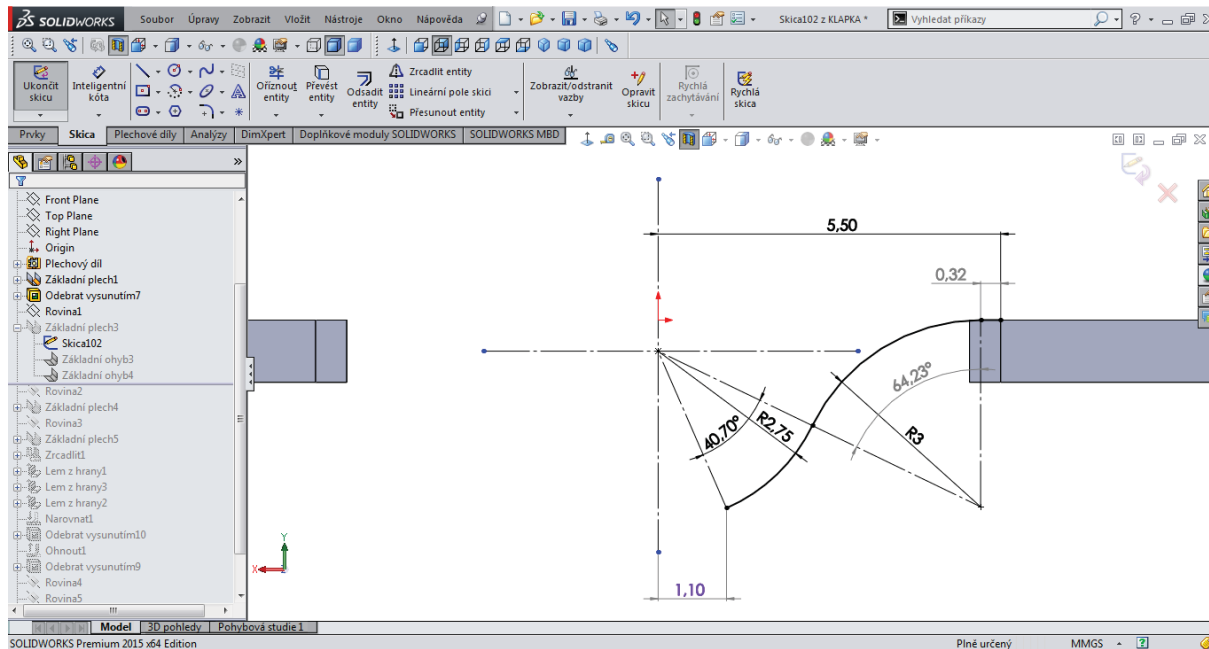 SOLIDWORKS Soubor Úpravy Zobrazit Vložit Nástroje Okno Nápověda Skica102 z KLAPKA * Vyhledat příkazy
Ukončit skicu
Inteligentní kóta
Oříznout entity
Převést entity
Odsadit entity
Zrcadlit entity
Lineární pole skici
Přesunout entity
Zobrazit/odstranit vazby
Opravit skicu
Rychlá zachytávání
Rychlá skica
Prvky Skica Plechové díly Analýzy DimXpert Doplňkové moduly SOLIDWORKS SOLIDWORKS MBD
Front Plane
Top Plane
Right Plane
Origin
Plechový díl
Základní plech1
Odebrat vysunutím7
Rovina1
Základní plech3
Skica102
Základní ohyb3
Základní ohyb4
Rovina2
Základní plech4
Rovina3
Základní plech5
Zrcadlit1
Lem z hrany1
Lem z hrany3
Lem z hrany2
Narovnat1
Odebrat vysunutím10
Ohnout1
Odebrat vysunutím9
Rovina4
Rovina5
5,50
0,32
64,23°
40,70°
R2,75
R3
1,10
Y
X
Model 3D pohledy Pohybová studie 1
SOLIDWORKS Premium 2015 x64 Edition Plně určený MMGS